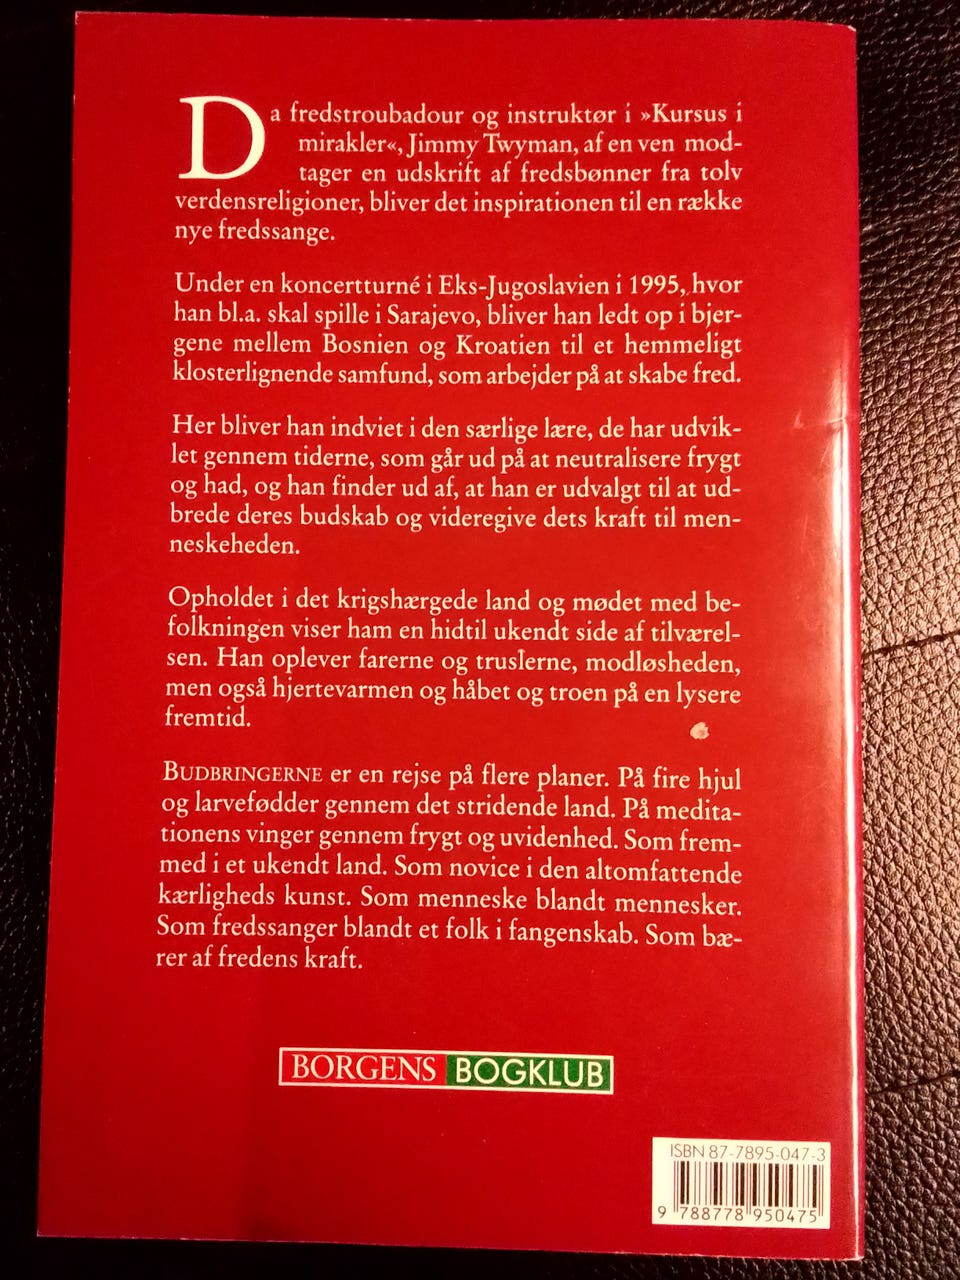 Da fredstroubadour og instruktør i »Kursus i
mirakler«, Jimmy Twyman, af en ven mod-
tager en udskrift af fredsbønner fra tolv
verdensreligioner, bliver det inspirationen til en række
nye fredssange.
Under en koncertturné i Eks-Jugoslavien i 1995, hvor
han bl.a. skal spille i Sarajevo, bliver han ledt op i bjer-
gene mellem Bosnien og Kroatien til et hemmeligt
klosterlignende samfund, som arbejder på at skabe fred.
Her bliver han indviet i den særlige lære, de har udvik-
let gennem tiderne, som går ud på at neutralisere frygt
og had, og han finder ud af, at han er udvalgt til at ud-
brede deres budskab og videregive dets kraft til men-
neskeheden.
Opholdet i det krigshærgede land og mødet med be-
folkningen viser ham en hidtil ukendt side af tilværel-
sen. Han oplever farerne og truslerne, modløsheden,
men også hjertevarmen og håbet og troen på en lysere
fremtid.
BUDBRINGERNE er en rejse på flere planer. På fire hjul
og larvefødder gennem det stridende land. På medita-
tionens vinger gennem frygt og uvidenhed. Som frem-
med i et ukendt land. Som novice i den altomfattende
kærligheds kunst. Som menneske blandt mennesker.
Som fredssanger blandt et folk i fangenskab. Som bæ-
rer af fredens kraft.
BORGENS BOGKLUB
ISBN 87-7895-047-3
9 788778 950475